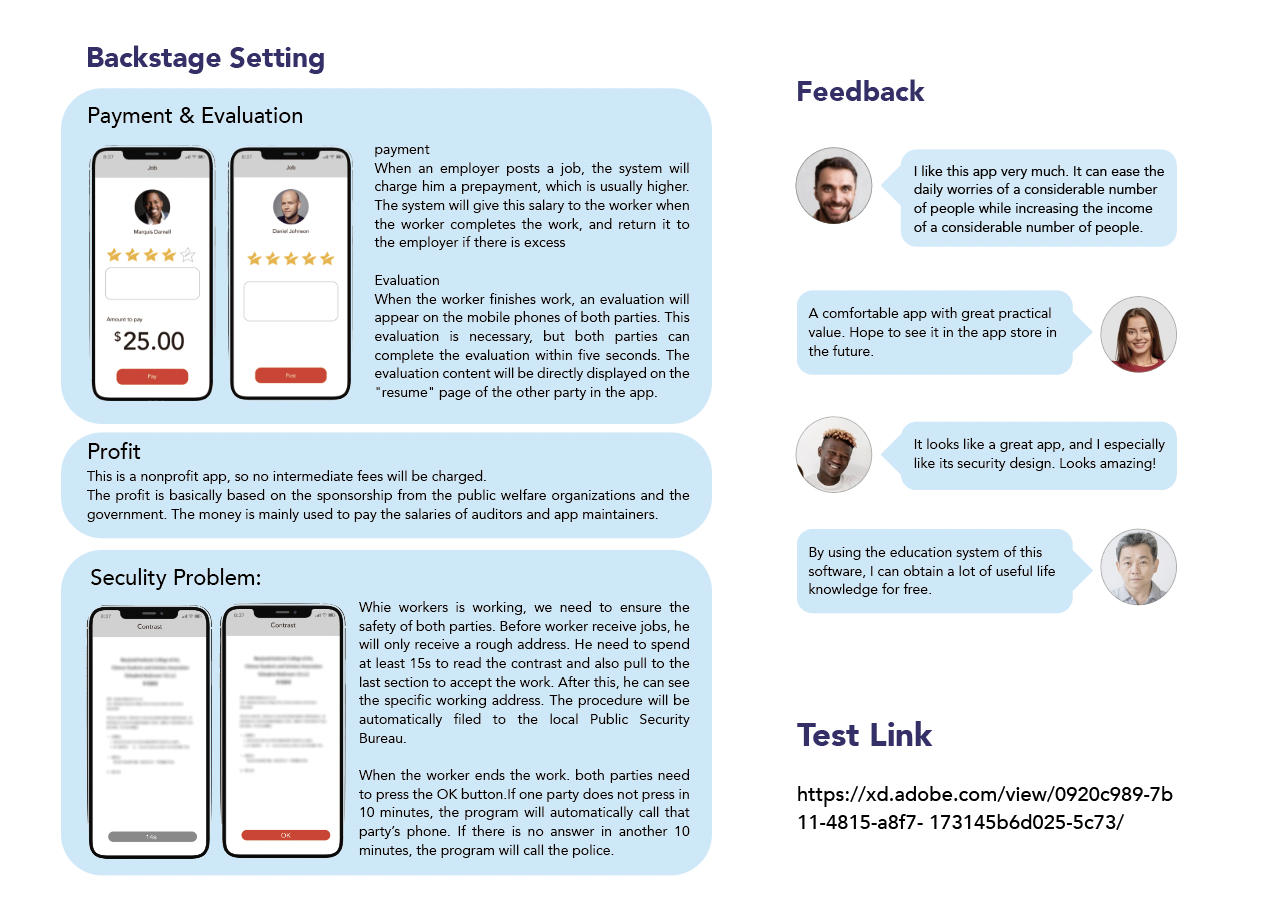 Backstage Setting
Payment & Evaluation
8:37
Job
Marquis Darnell
Amount to pay
$25.00
Pay
8:37
Job
Daniel Johnson
payment
When an employer posts a job, the system will
charge him a prepayment, which is usually higher.
The system will give this salary to the worker when
the worker completes the work, and return it to
the employer if there is excess
Evaluation
When the worker finishes work, an evaluation will
appear on the mobile phones of both parties. This
evaluation is necessary, but both parties can
complete the evaluation within five seconds. The
evaluation content will be directly displayed on the
"resume" page of the other party in the app.
Profit
This is a nonprofit app, so no intermediate fees will be charged.
The profit is basically based on the sponsorship from the public welfare organizations and the
government. The money is mainly used to pay the salaries of auditors and app maintainers.
Seculity Problem:
8:37
Contrast
14s
8:37
Contrast
OK
Whie workers is working, we need to ensure the
safety of both parties. Before worker receive jobs, he
will only receive a rough address. He need to spend
at least 15s to read the contrast and also pull to the
last section to accept the work. After this, he can see
the specific working address. The procedure will be
automatically filed to the local Public Security
Bureau.
When the worker ends the work. both parties need
to press the OK button.If one party does not press in
10 minutes, the program will automatically call that
party's phone. If there is no answer in another 10
minutes, the program will call the police.
Feedback
I like this app very much. It can ease the
daily worries of a considerable number
of people while increasing the income
of a considerable number of people.
A comfortable app with great practical
value. Hope to see it in the app store in
the future.
It looks like a great app, and I especially
like its security design. Looks amazing!
By using the education system of this
software, I can obtain a lot of useful life
knowledge for free.
Test Link
https://xd.adobe.com/view/0920c989-7b
11-4815-a8f7- 173145b6d025-5c73/